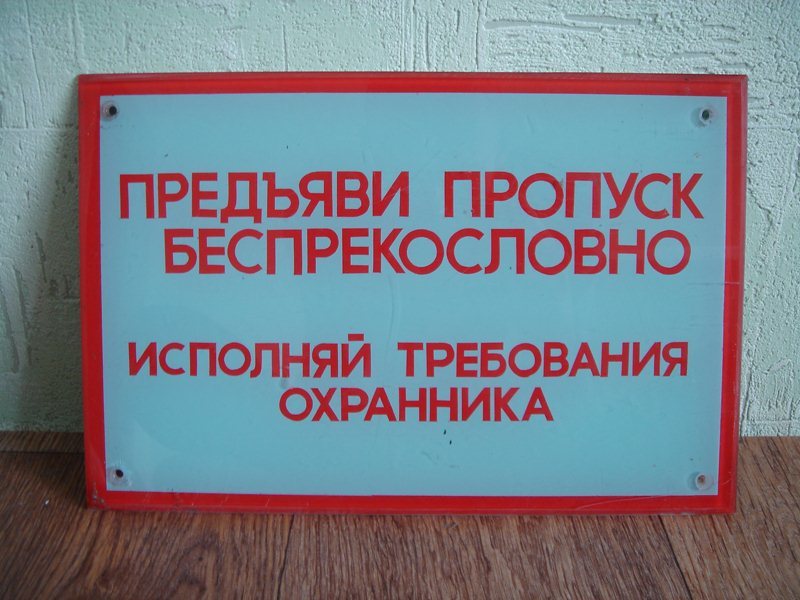 ПРЕДЪЯВИ ПРОПУСК
БЕСПРЕКОСЛОВНО
ИСПОЛНЯЙ ТРЕБОВАНИЯ
ОХРАННИКА